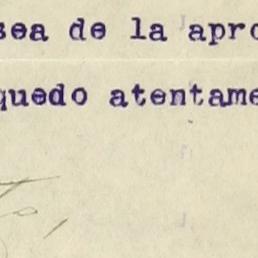 sea de la apro
quedo atentame